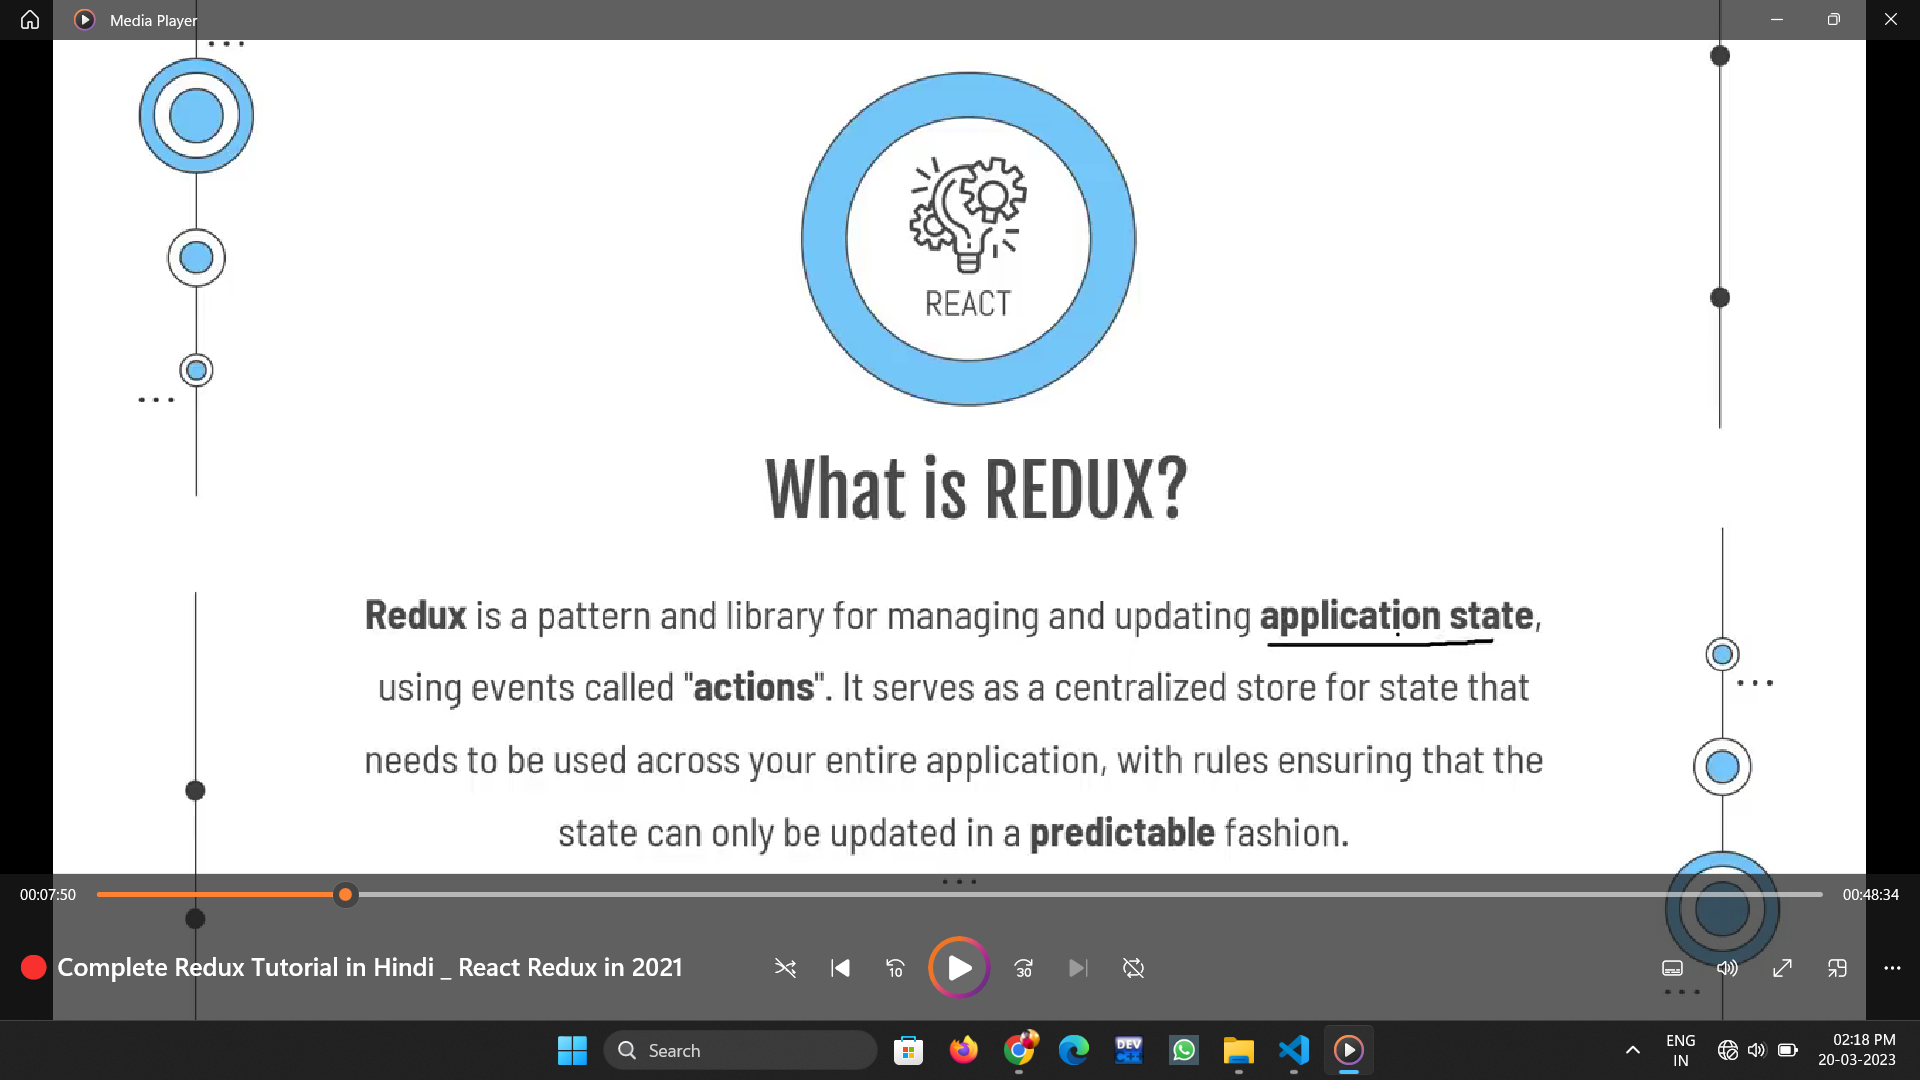 Media Player
REACT
What is REDUX?
Redux is a pattern and library for managing and updating application state,
using events called "actions". It serves as a centralized store for state that
needs to be used across your entire application, with rules ensuring that the
state can only be updated in a predictable fashion.
00:07:50
00:48:34
Complete Redux Tutorial in Hindi _ React Redux in 2021
10
30
Search
DEV
ENG
IN
02:18 PM
20-03-2023